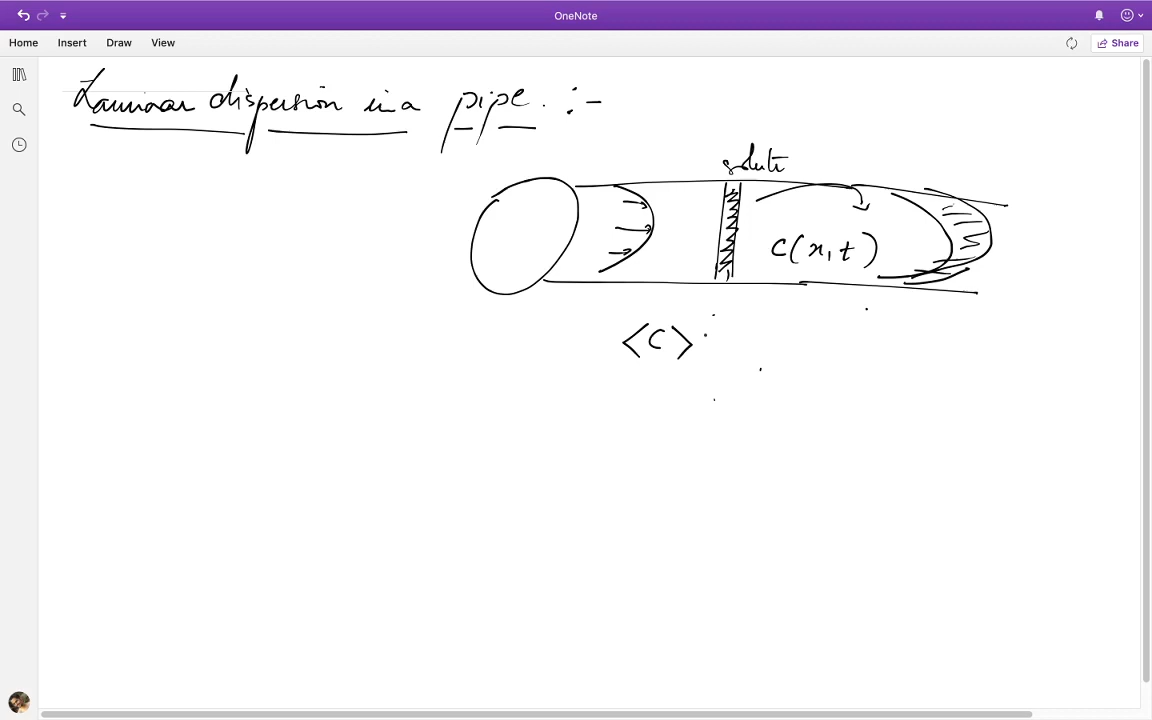 OneNote
Home Insert Draw View Share
Laminar dispersion in a pipe :-
solute
C(x, t)
<C>